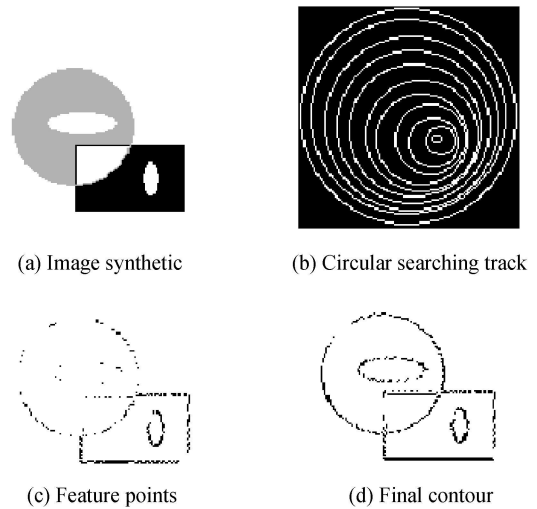 (a) Image synthetic
(b) Circular searching track
(c) Feature points
(d) Final contour